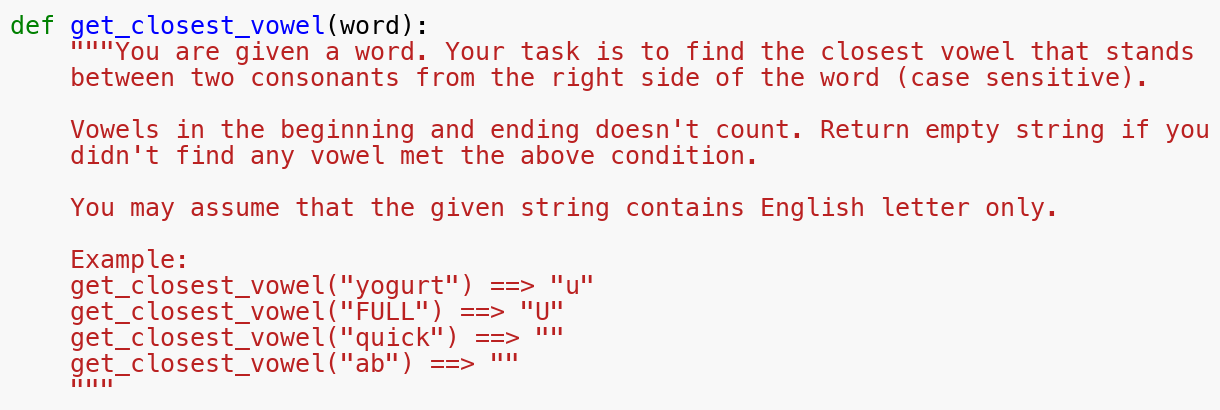 def get_closest_vowel(word):
    """You are given a word. Your task is to find the closest vowel that stands
    between two consonants from the right side of the word (case sensitive).

    Vowels in the beginning and ending doesn't count. Return empty string if you
    didn't find any vowel met the above condition.

    You may assume that the given string contains English letter only.

    Example:
    get_closest_vowel("yogurt") ==> "u"
    get_closest_vowel("FULL") ==> "U"
    get_closest_vowel("quick") ==> ""
    get_closest_vowel("ab") ==> ""
    """